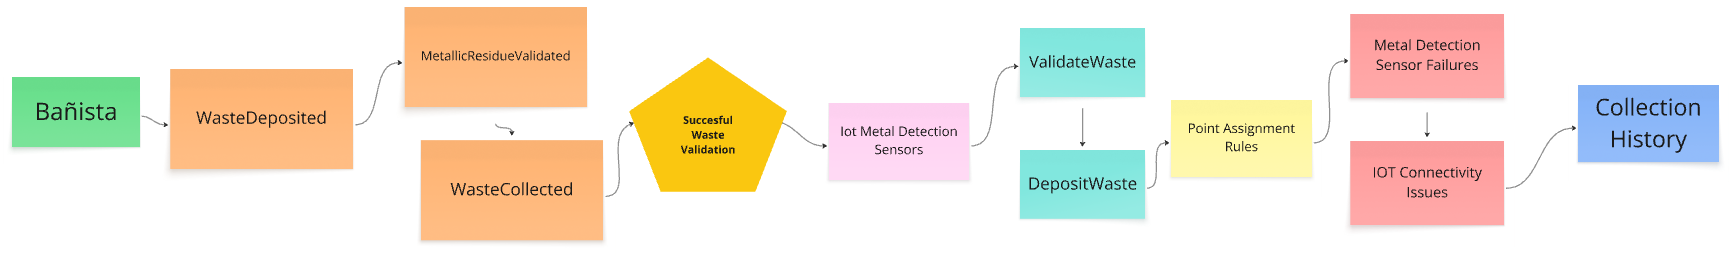 Bañista
WasteDeposited
MetallicResidueValidated
WasteCollected
Succesful
Waste
Validation
Iot Metal Detection
Sensors
ValidateWaste
DepositWaste
Point Assignment
Rules
Metal Detection
Sensor Failures
IOT Connectivity
Issues
Collection
History